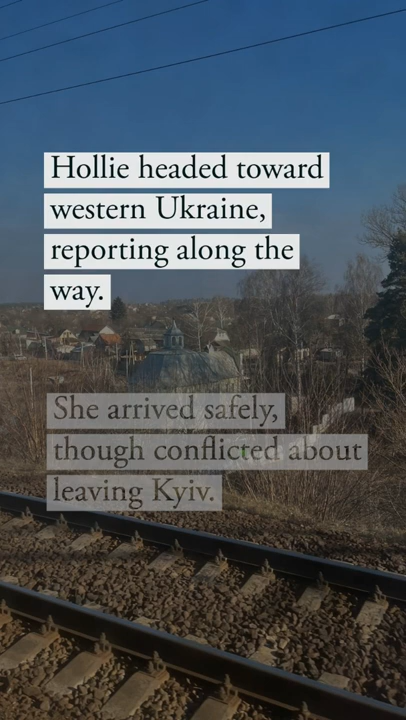 Hollie headed toward
western Ukraine,
reporting along the
way.
She arrived safely,
though conflicted about
leaving Kyiv.